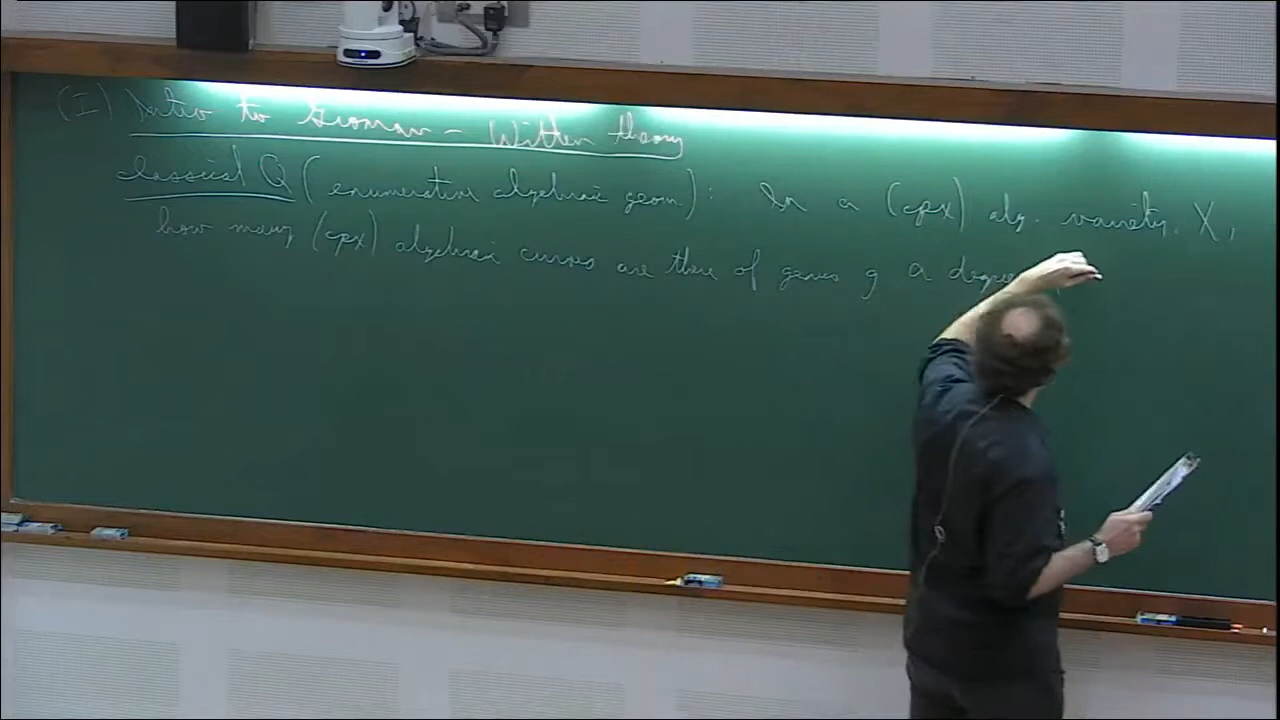 (I) Intro to Gromov-Witten theory
Classical Q (enumerative algebraic geom): In a (cpx) alg. variety X,
how many (cpx) algebraic curves are there of genus g & degree